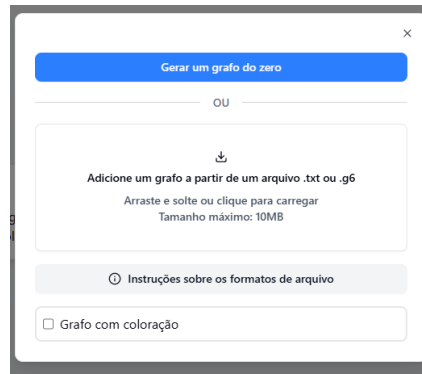 Gerar um grafo do zero
OU
Adicione um grafo a partir de um arquivo .txt ou .g6
Arraste e solte ou clique para carregar
Tamanho máximo: 10MB
Instruções sobre os formatos de arquivo
Grafo com coloração